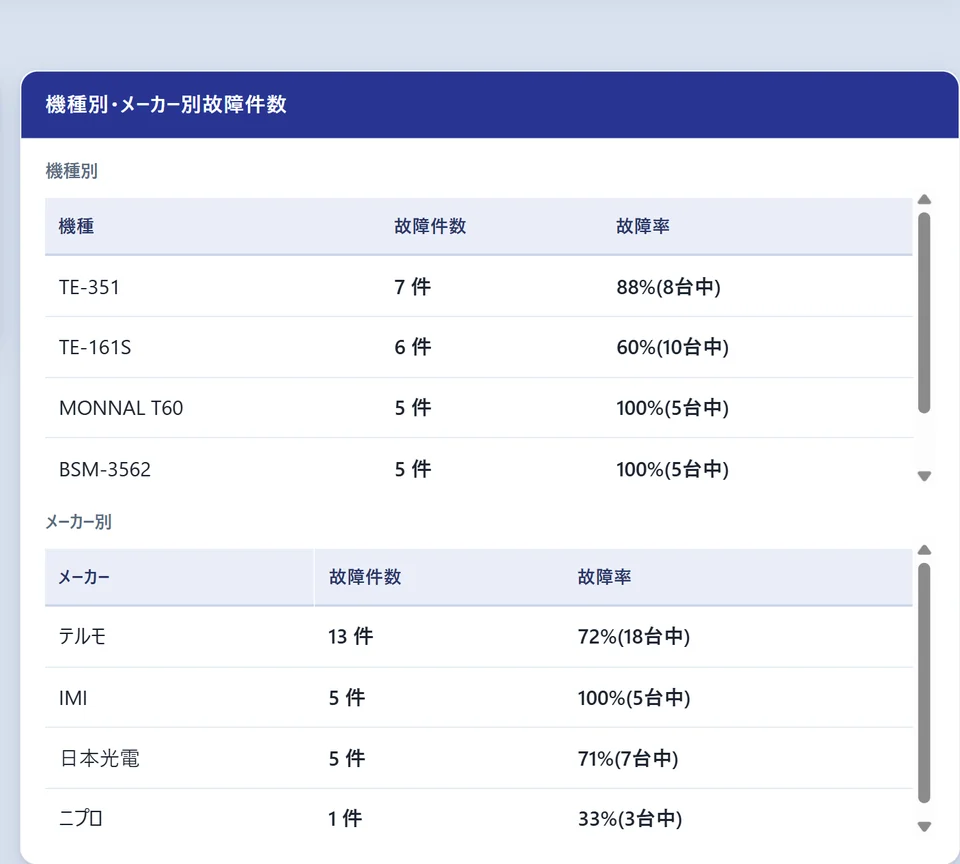 機種別・メーカー別故障件数
機種別
機種 故障件数 故障率
TE-351 7 件 88%(8台中)
TE-161S 6 件 60%(10台中)
MONNAL T60 5 件 100%(5台中)
BSM-3562 5 件 100%(5台中)
メーカー別
メーカー 故障件数 故障率
テルモ 13 件 72%(18台中)
IMI 5 件 100%(5台中)
日本光電 5 件 71%(7台中)
ニプロ 1 件 33%(3台中)